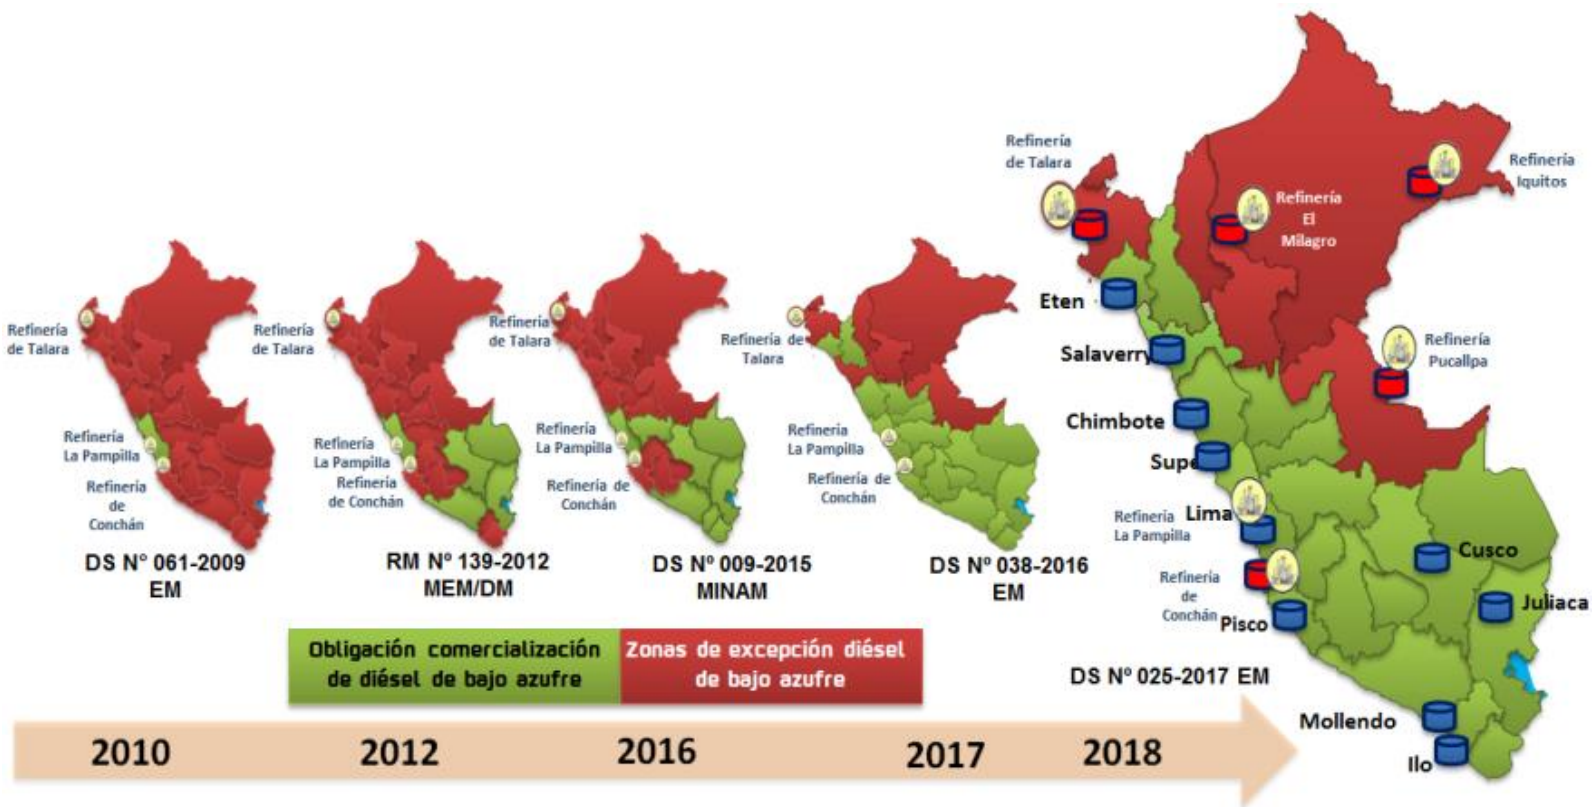 Refinería
de Talara
Refinería
La Pampilla
Refinería
de
Conchán
DS N° 061-2009
EM
Refinería
de Talara
Refinería
La Pampilla
Refinería
de Conchán
RM N° 139-2012
MEM/DM
Refinería
de Talara
Refinería
La Pampilla
Refinería de
Conchán
DS N° 009-2015
MINAM
Refinería de
Talara
Refinería
La Pampilla
Refinería de
Conchán
DS N° 038-2016
EM
Refinería
de Talara
Refinería
Iquitos
Refinería
El
Milagro
Eten
Salaverry
Refinería
Pucallpa
Chimbote
Supe
Lima
Refinería
La Pampilla
Cusco
Refinería
de
Conchán
Pisco
Juliaca
DS Nº 025-2017 EM
Mollendo
Ilo
Obligación comercialización
de diésel de bajo azufre
Zonas de excepción diésel
de bajo azufre
2010
2012
2016
2017
2018